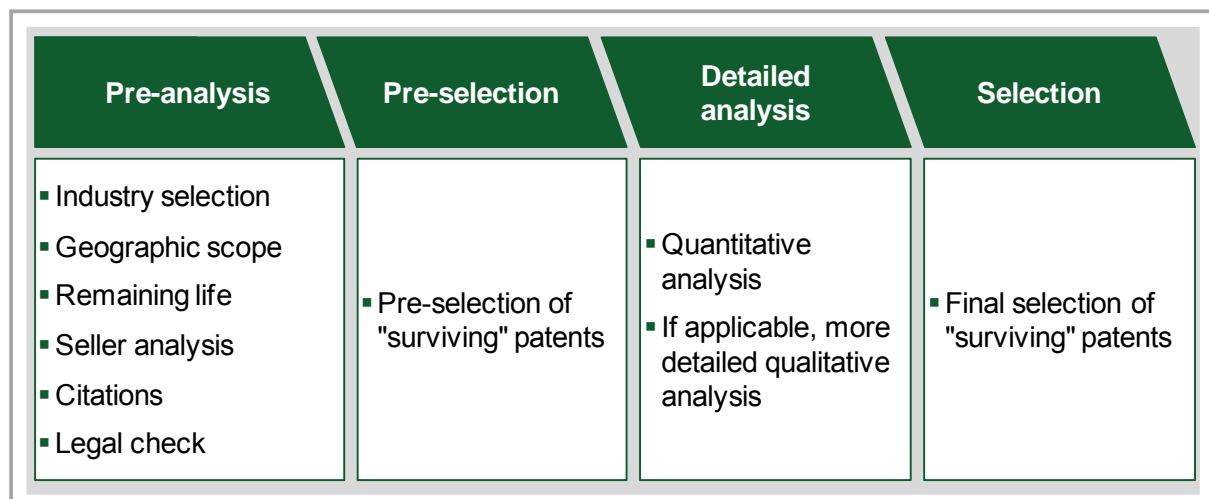 Pre-analysis
Pre-selection
Detailed
analysis
Selection
▪ Industry selection
▪ Geographic scope
▪ Remaining life
▪ Seller analysis
▪ Citations
▪ Legal check
▪ Pre-selection of
"surviving" patents
▪ Quantitative
analysis
▪ If applicable, more
detailed qualitative
analysis
▪ Final selection of
"surviving" patents